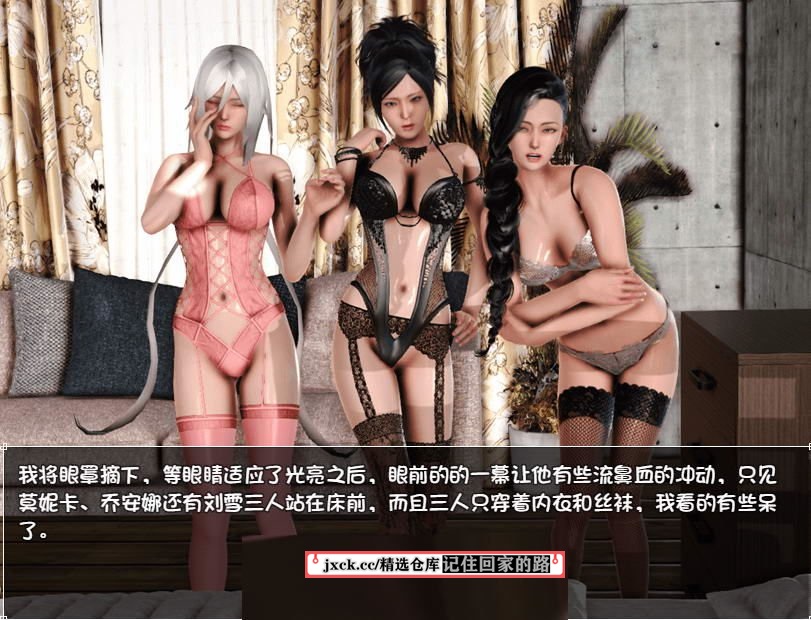 我将眼罩摘下，等眼睛适应了光亮之后，眼前的的一幕让他有些流鼻血的冲动，只见
莫妮卡、乔安娜还有刘雪三人站在床前，而且三人只穿着内衣和丝袜，我看的有些呆
了。
jxck.cc/精选仓库记住回家的路